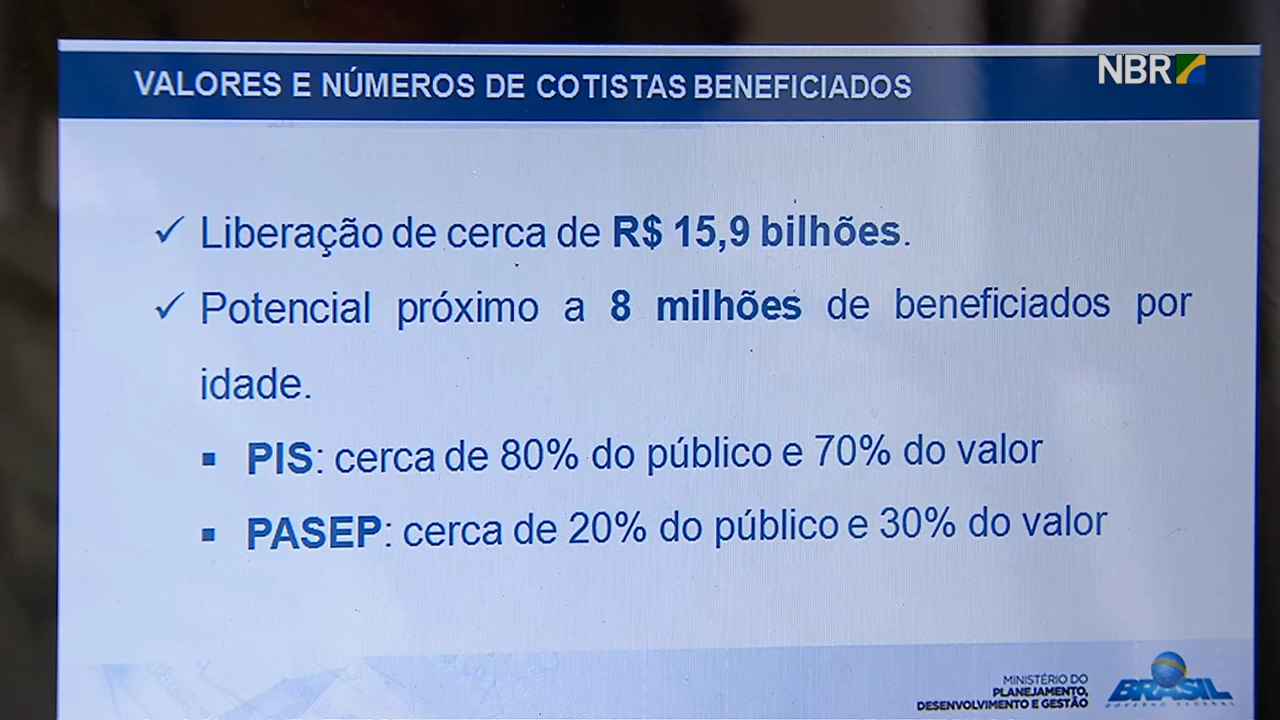 VALORES E NÚMEROS DE COTISTAS BENEFICIADOS
NBR
✓ Liberação de cerca de R$ 15,9 bilhões.
✓ Potencial próximo a 8 milhões de beneficiados por
idade.
▪ PIS: cerca de 80% do público e 70% do valor
▪ PASEP: cerca de 20% do público e 30% do valor
MINISTÉRIO DO
PLANEJAMENTO,
DESENVOLVIMENTO E GESTÃO
BRASIL
GOVERNO FEDERAL